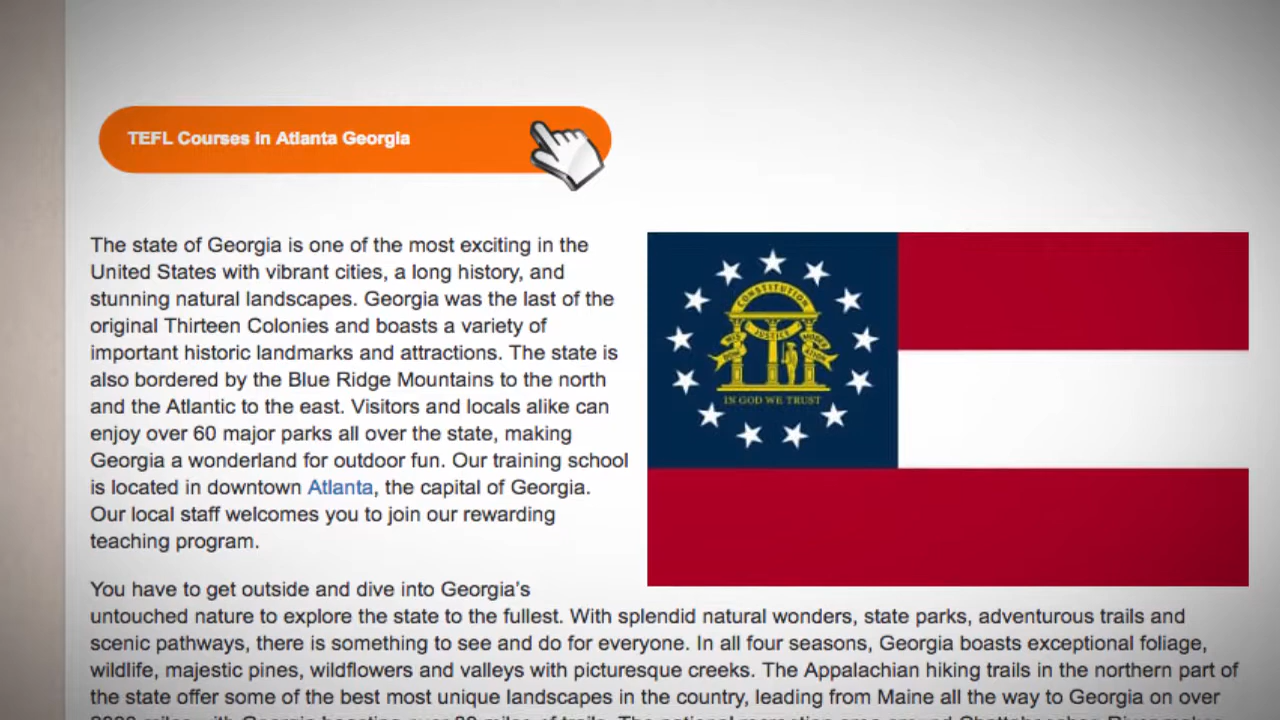 TEFL Courses in Atlanta Georgia
The state of Georgia is one of the most exciting in the
United States with vibrant cities, a long history, and
stunning natural landscapes. Georgia was the last of the
original Thirteen Colonies and boasts a variety of
important historic landmarks and attractions. The state is
also bordered by the Blue Ridge Mountains to the north
and the Atlantic to the east. Visitors and locals alike can
enjoy over 60 major parks all over the state, making
Georgia a wonderland for outdoor fun. Our training school
is located in downtown Atlanta, the capital of Georgia.
Our local staff welcomes you to join our rewarding
teaching program.
CONSTITUTION
JUSTICE
IN GOD WE TRUST
You have to get outside and dive into Georgia's
untouched nature to explore the state to the fullest. With splendid natural wonders, state parks, adventurous trails and
scenic pathways, there is something to see and do for everyone. In all four seasons, Georgia boasts exceptional foliage,
wildlife, majestic pines, wildflowers and valleys with picturesque creeks. The Appalachian hiking trails in the northern part of
the state offer some of the best most unique landscapes in the country, leading from Maine all the way to Georgia on over